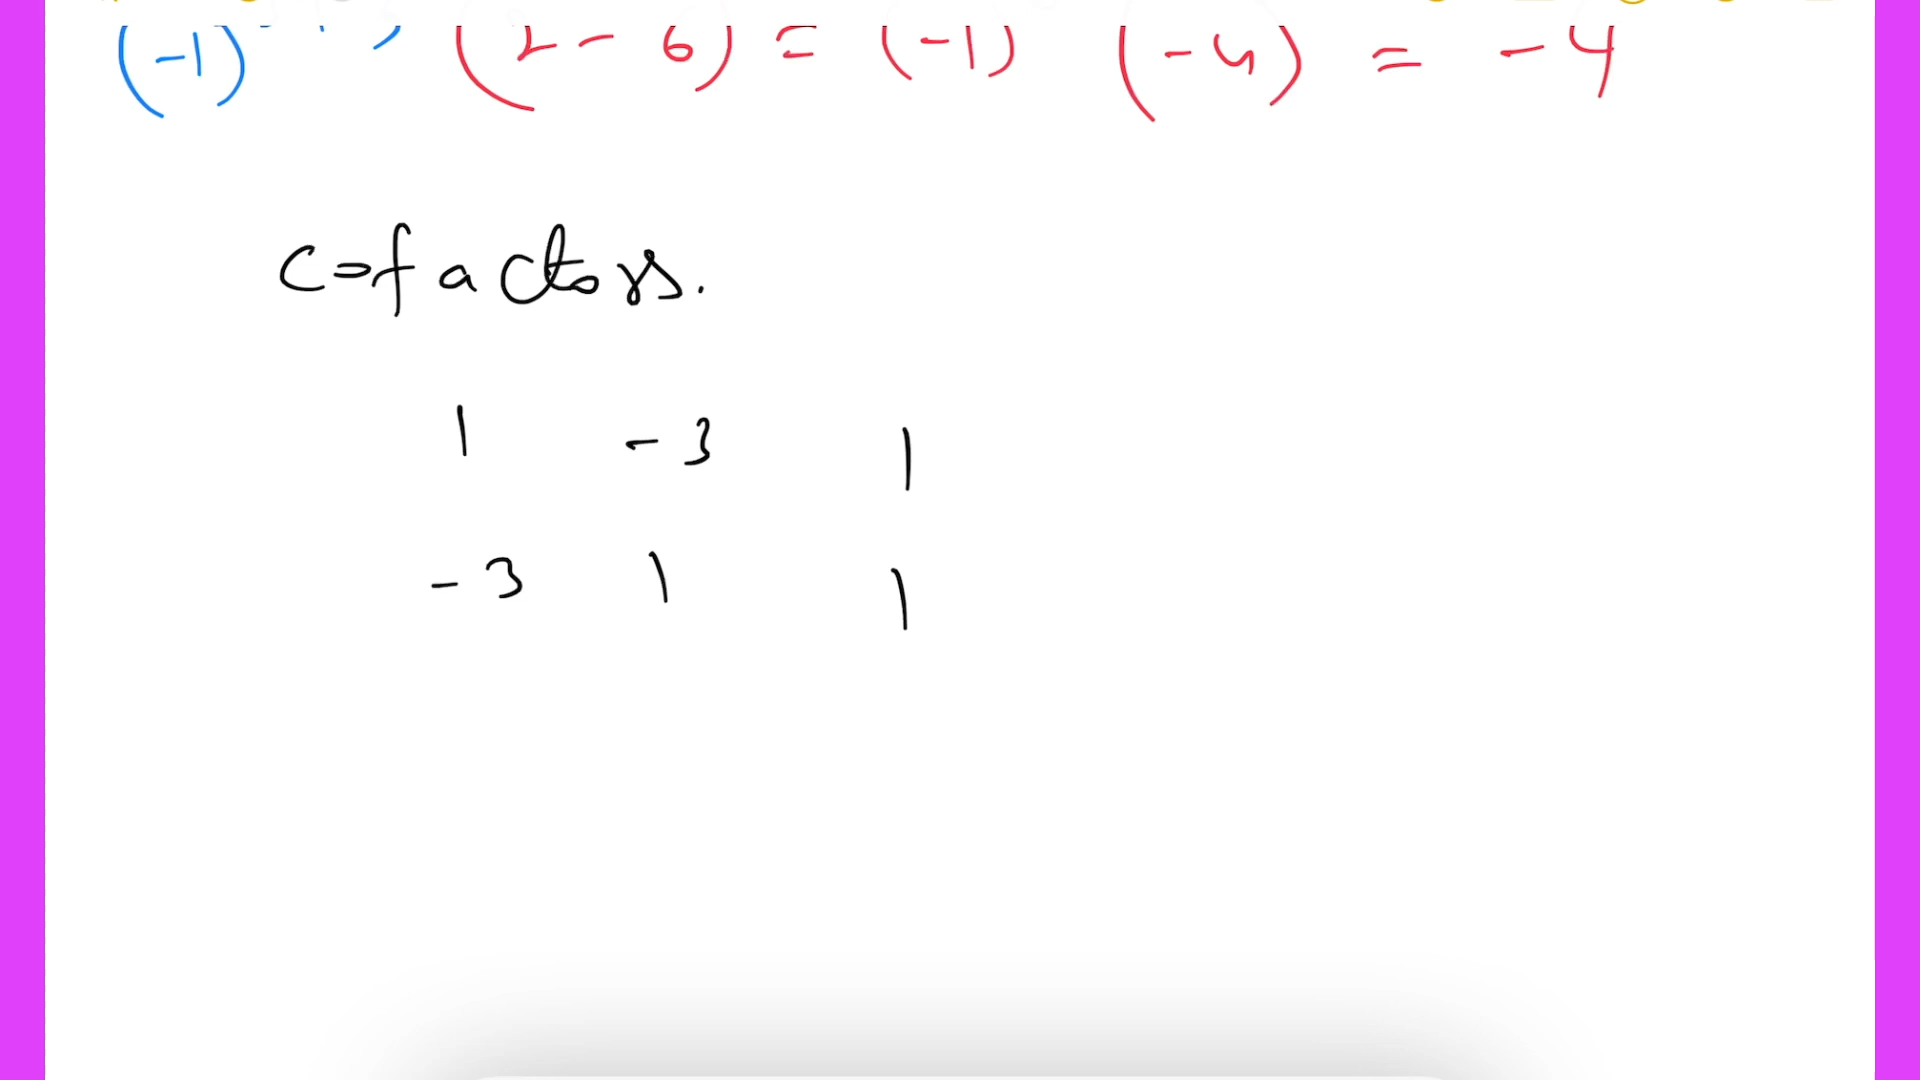 (-1) , (2 - 6) = (-1) (-4) = -4
cofactors.
1 -3 1
-3 1 1